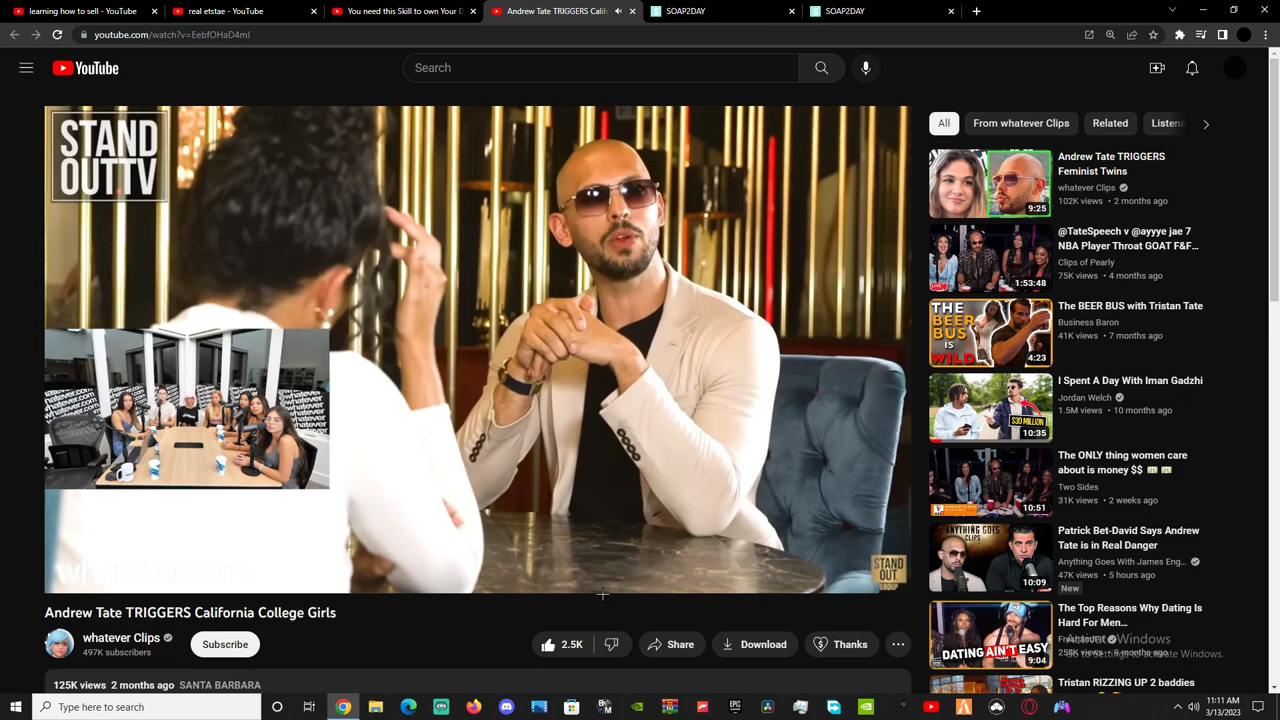 learning how to sell - YouTube
real etstae - YouTube
You need this Skill to own Your D
Andrew Tate TRIGGERS Calif
SOAP2DAY
SOAP2DAY
youtube.com/watch?v=EebfOHaD4mI
YouTube
Search
STAND
OUTTV
whatever.com
STAND
OUT
GROUP
Andrew Tate TRIGGERS California College Girls
whatever Clips
497K subscribers
Subscribe
2.5K
Share
Download
Thanks
125K views 2 months ago SANTA BARBARA
All
From whatever Clips
Related
Listen
9:25
Andrew Tate TRIGGERS
Feminist Twins
whatever Clips
102K views • 2 months ago
LIVE
1:53:48
@TateSpeech v @ayyye jae 7
NBA Player Throat GOAT F&F...
Clips of Pearly
75K views • 4 months ago
THE
BEER
BUS
IS
WILD
4:23
The BEER BUS with Tristan Tate
Business Baron
41K views • 7 months ago
$30 MILLION
10:35
I Spent A Day With Iman Gadzhi
Jordan Welch
1.5M views • 10 months ago
10:51
The ONLY thing women care
about is money $$
Two Sides
31K views • 2 weeks ago
ANYTHING GOES
CLIPS
10:09
Patrick Bet-David Says Andrew
Tate is in Real Danger
Anything Goes With James Eng...
47K views • 5 hours ago
New
DATING AIN'T EASY
9:04
The Top Reasons Why Dating Is
Hard For Men...
Activate Windows
Go to Settings to activate Windows.
Tristan RIZZING UP 2 baddies
Type here to search
11:11 AM
3/13/2023